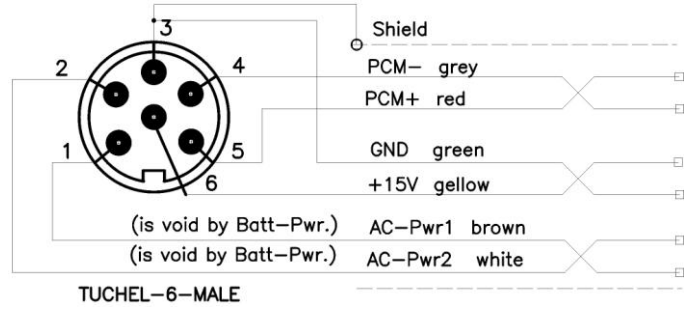 3
Shield
2
4
PCM- grey
PCM+ red
1
5
GND green
6
+15V gellow
(is void by Batt-Pwr.) AC-Pwr1 brown
(is void by Batt-Pwr.) AC-Pwr2 white
TUCHEL-6-MALE